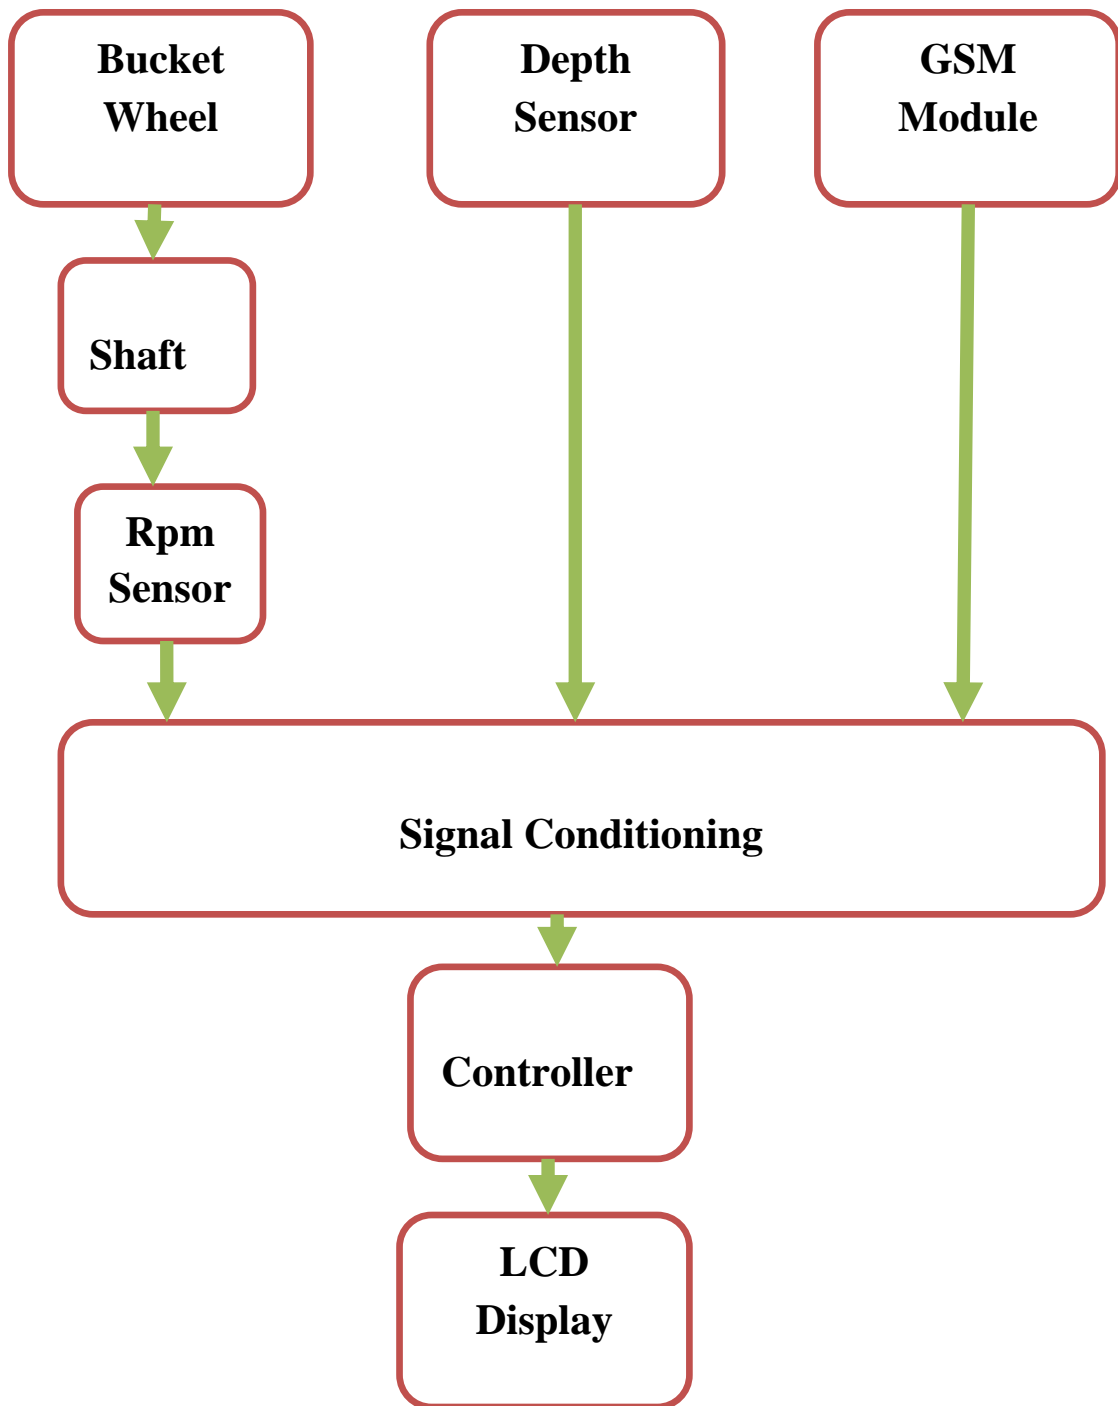 Bucket
Wheel
Depth
Sensor
GSM
Module
Shaft
Rpm
Sensor
Signal Conditioning
Controller
LCD
Display